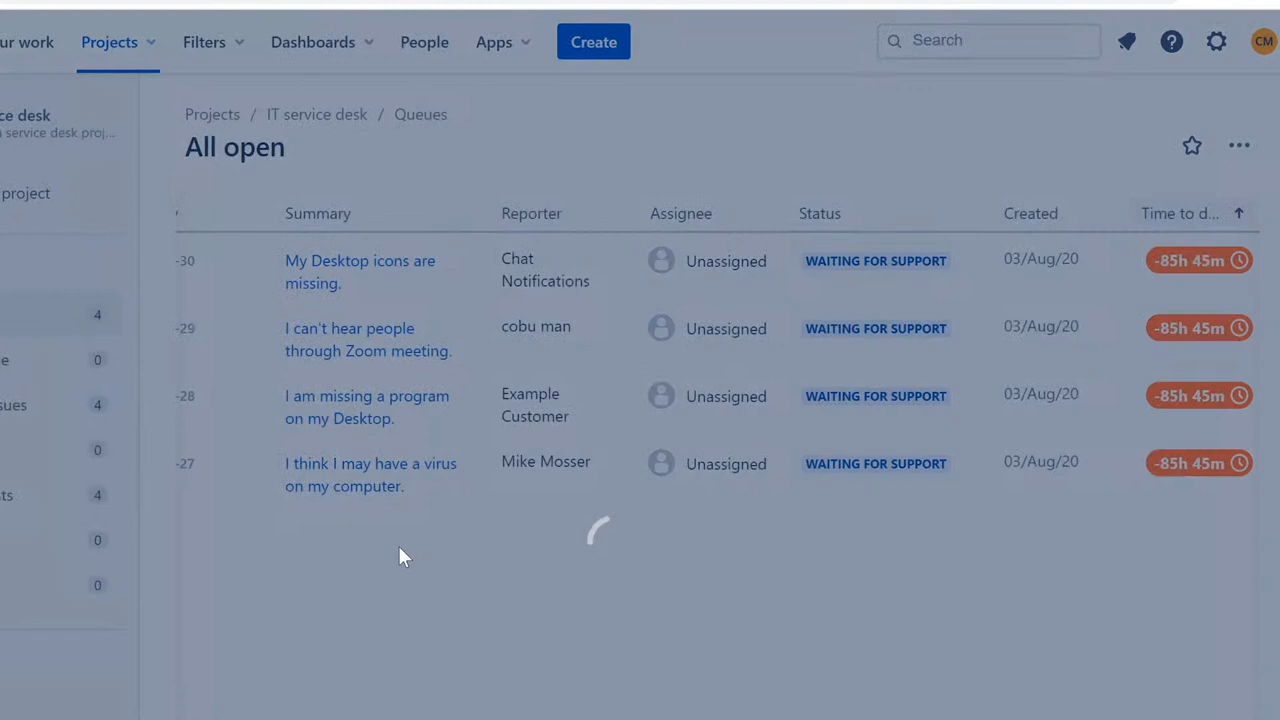 ur work Projects Filters Dashboards People Apps Create Search CM
ce desk
service desk proj...
project
4
e 0
sues 4
0
ts 4
0
0
Projects / IT service desk / Queues
All open
Summary Reporter Assignee Status Created Time to d...
-30 My Desktop icons are missing. Chat Notifications Unassigned WAITING FOR SUPPORT 03/Aug/20 -85h 45m
-29 I can't hear people through Zoom meeting. cobu man Unassigned WAITING FOR SUPPORT 03/Aug/20 -85h 45m
-28 I am missing a program on my Desktop. Example Customer Unassigned WAITING FOR SUPPORT 03/Aug/20 -85h 45m
-27 I think I may have a virus on my computer. Mike Mosser Unassigned WAITING FOR SUPPORT 03/Aug/20 -85h 45m